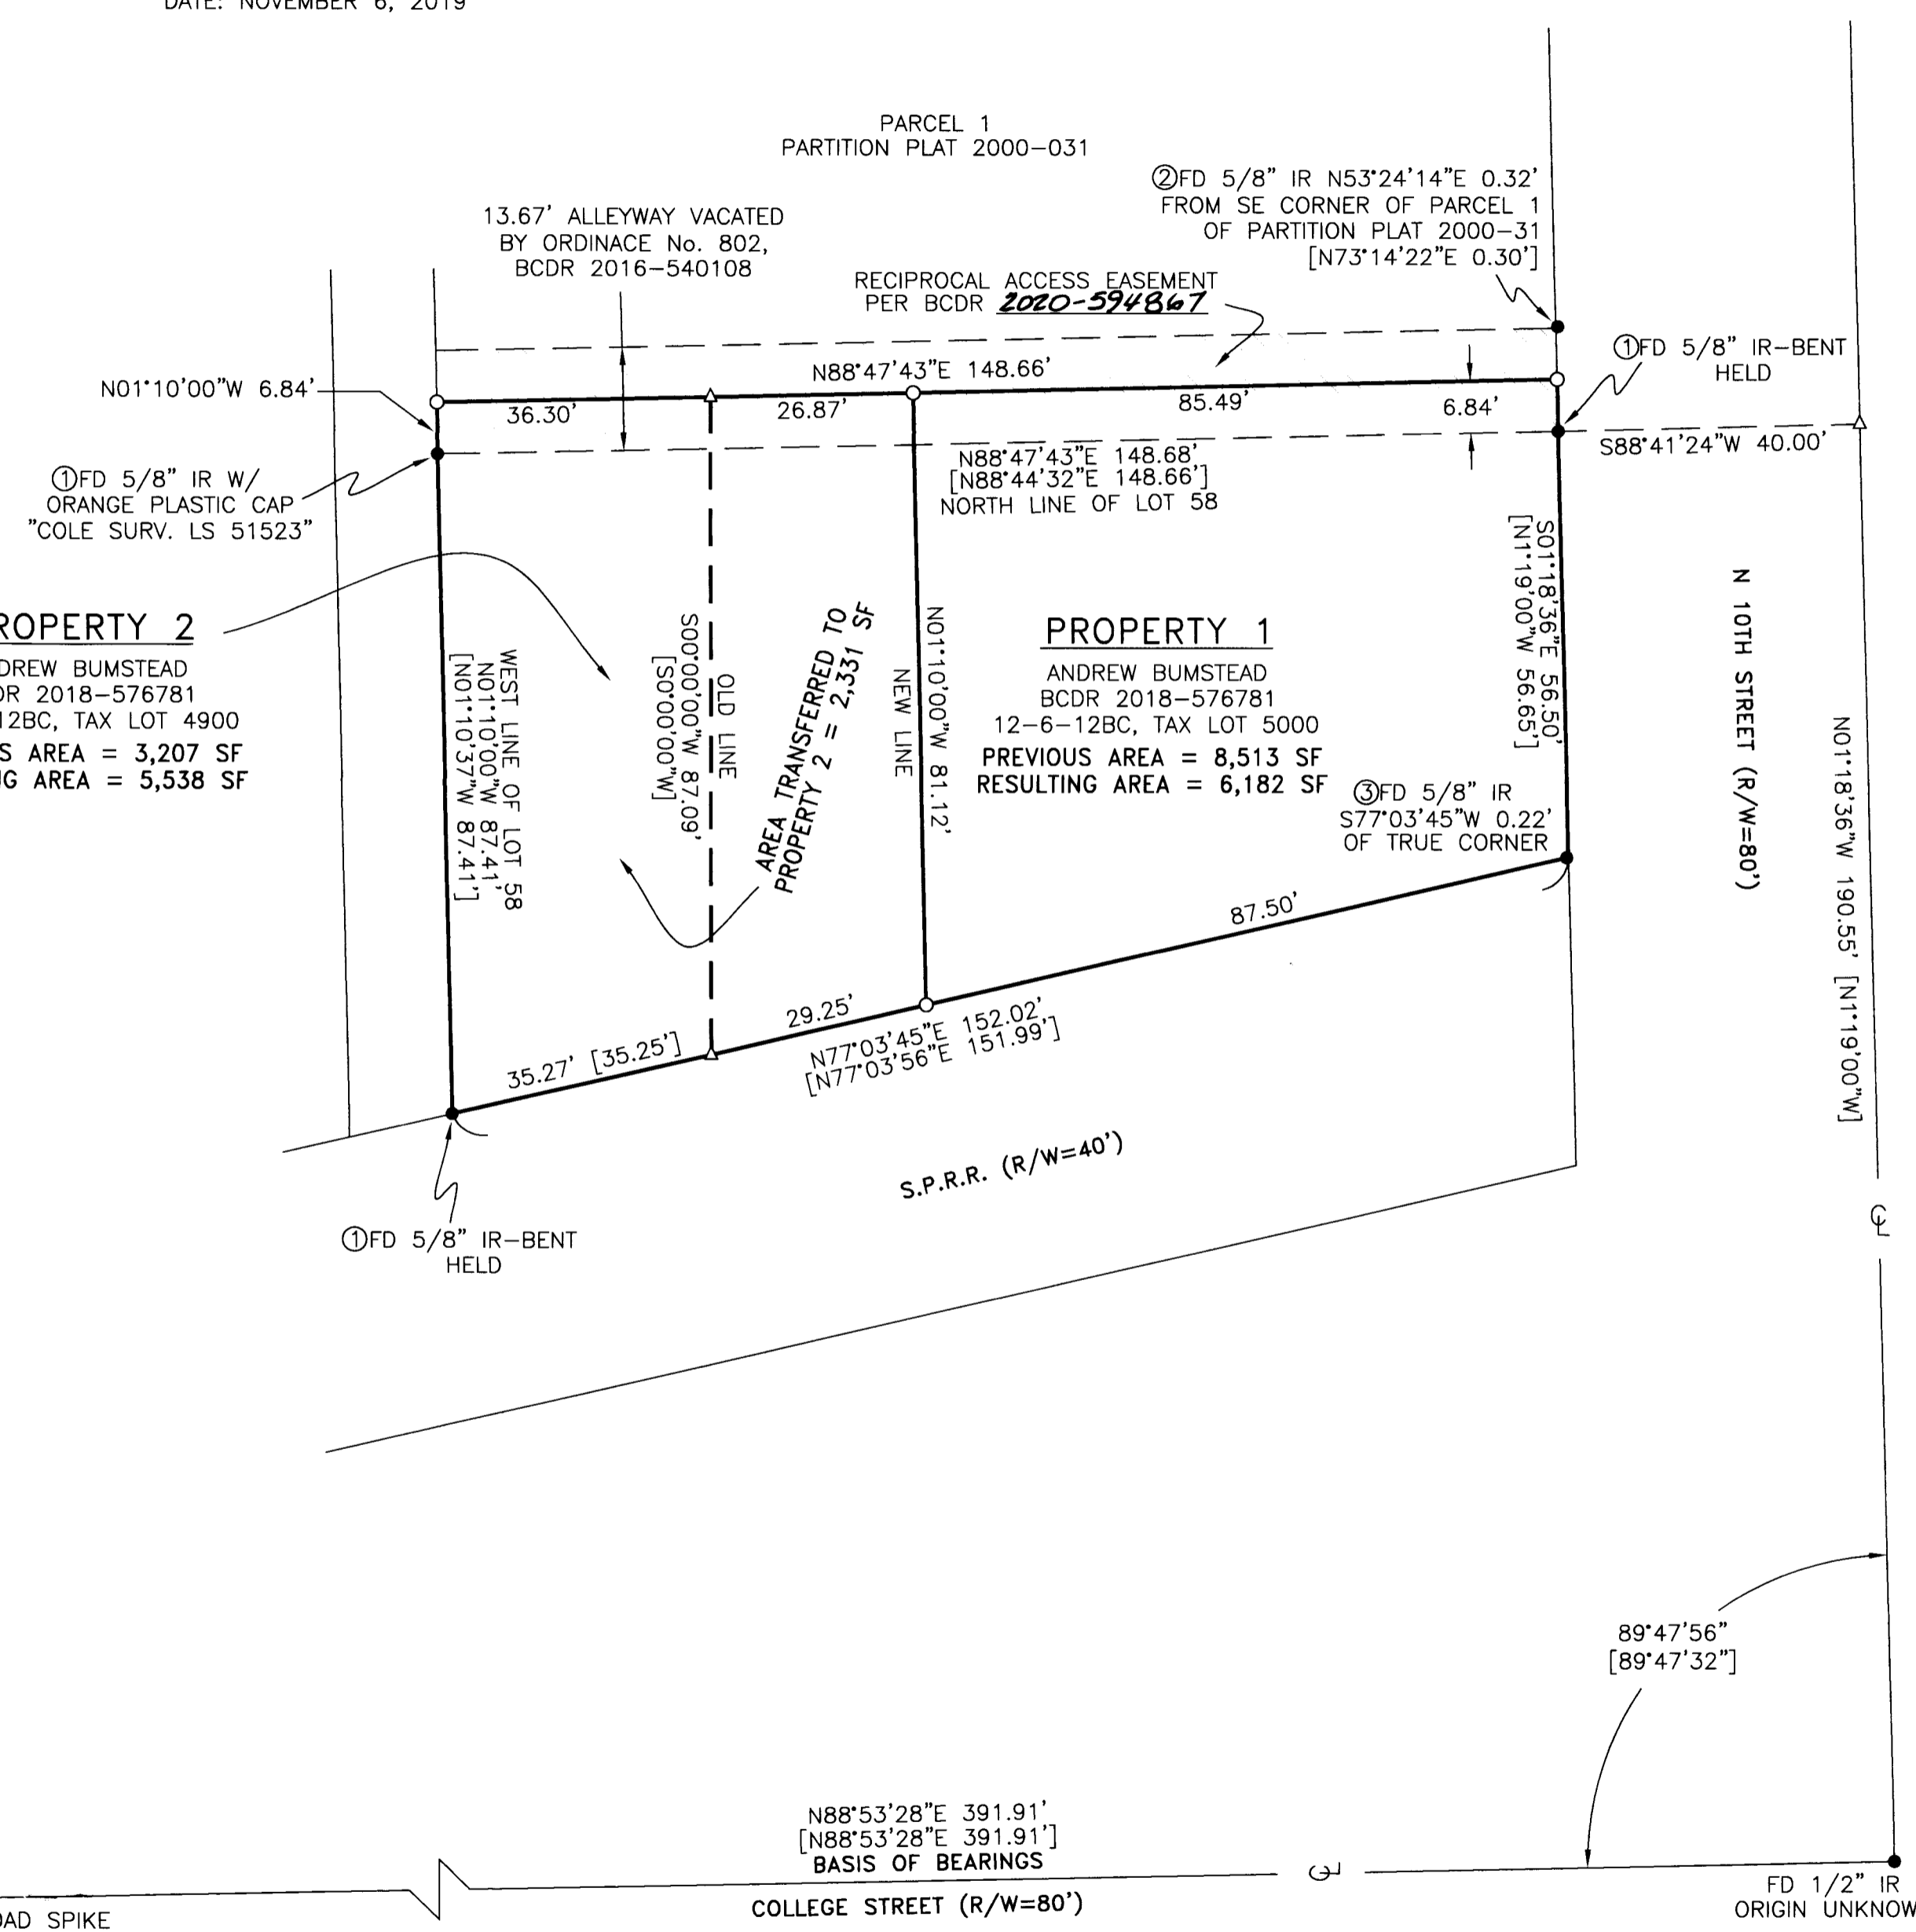 DATE: NOVEMBER 6, 2019
PARCEL 1
PARTITION PLAT 2000-031
②FD 5/8" IR N53°24'14"E 0.32'
FROM SE CORNER OF PARCEL 1
OF PARTITION PLAT 2000-31
[N73°14'22"E 0.30']
13.67' ALLEYWAY VACATED
BY ORDINACE No. 802,
BCDR 2016-540108
RECIPROCAL ACCESS EASEMENT
PER BCDR 2020-594867
①FD 5/8" IR-BENT
HELD
N01°10'00"W 6.84'
N88°47'43"E 148.66'
36.30'
26.87'
85.49'
6.84'
S88°41'24"W 40.00'
N88°47'43"E 148.68'
[N88°44'32"E 148.66']
NORTH LINE OF LOT 58
①FD 5/8" IR W/
ORANGE PLASTIC CAP
"COLE SURV. LS 51523"
ROPERTY 2
DREW BUMSTEAD
DR 2018-576781
12BC, TAX LOT 4900
S AREA = 3,207 SF
G AREA = 5,538 SF
WEST LINE OF LOT 58
N01°10'00"W 87.41'
[N01°10'37"W 87.41']
OLD LINE
S00°00'00"W 87.09'
[S0°00'00"W]
AREA TRANSFERRED TO
PROPERTY 2 = 2,331 SF
N01°10'00"W 81.12'
NEW LINE
PROPERTY 1
ANDREW BUMSTEAD
BCDR 2018-576781
12-6-12BC, TAX LOT 5000
PREVIOUS AREA = 8,513 SF
RESULTING AREA = 6,182 SF
S01°18'36"E 56.50'
[N1°19'00"W 56.65']
③FD 5/8" IR
S77°03'45"W 0.22'
OF TRUE CORNER
N 10TH STREET (R/W=80')
N01°18'36"W 190.55' [N1°19'00"W]
87.50'
29.25'
35.27' [35.25']
N77°03'45"E 152.02'
[N77°03'56"E 151.99']
S.P.R.R. (R/W=40')
①FD 5/8" IR-BENT
HELD
CL
89°47'56"
[89°47'32"]
N88°53'28"E 391.91'
[N88°53'28"E 391.91']
BASIS OF BEARINGS
CL
COLLEGE STREET (R/W=80')
FD 1/2" IR
ORIGIN UNKNOW
OAD SPIKE